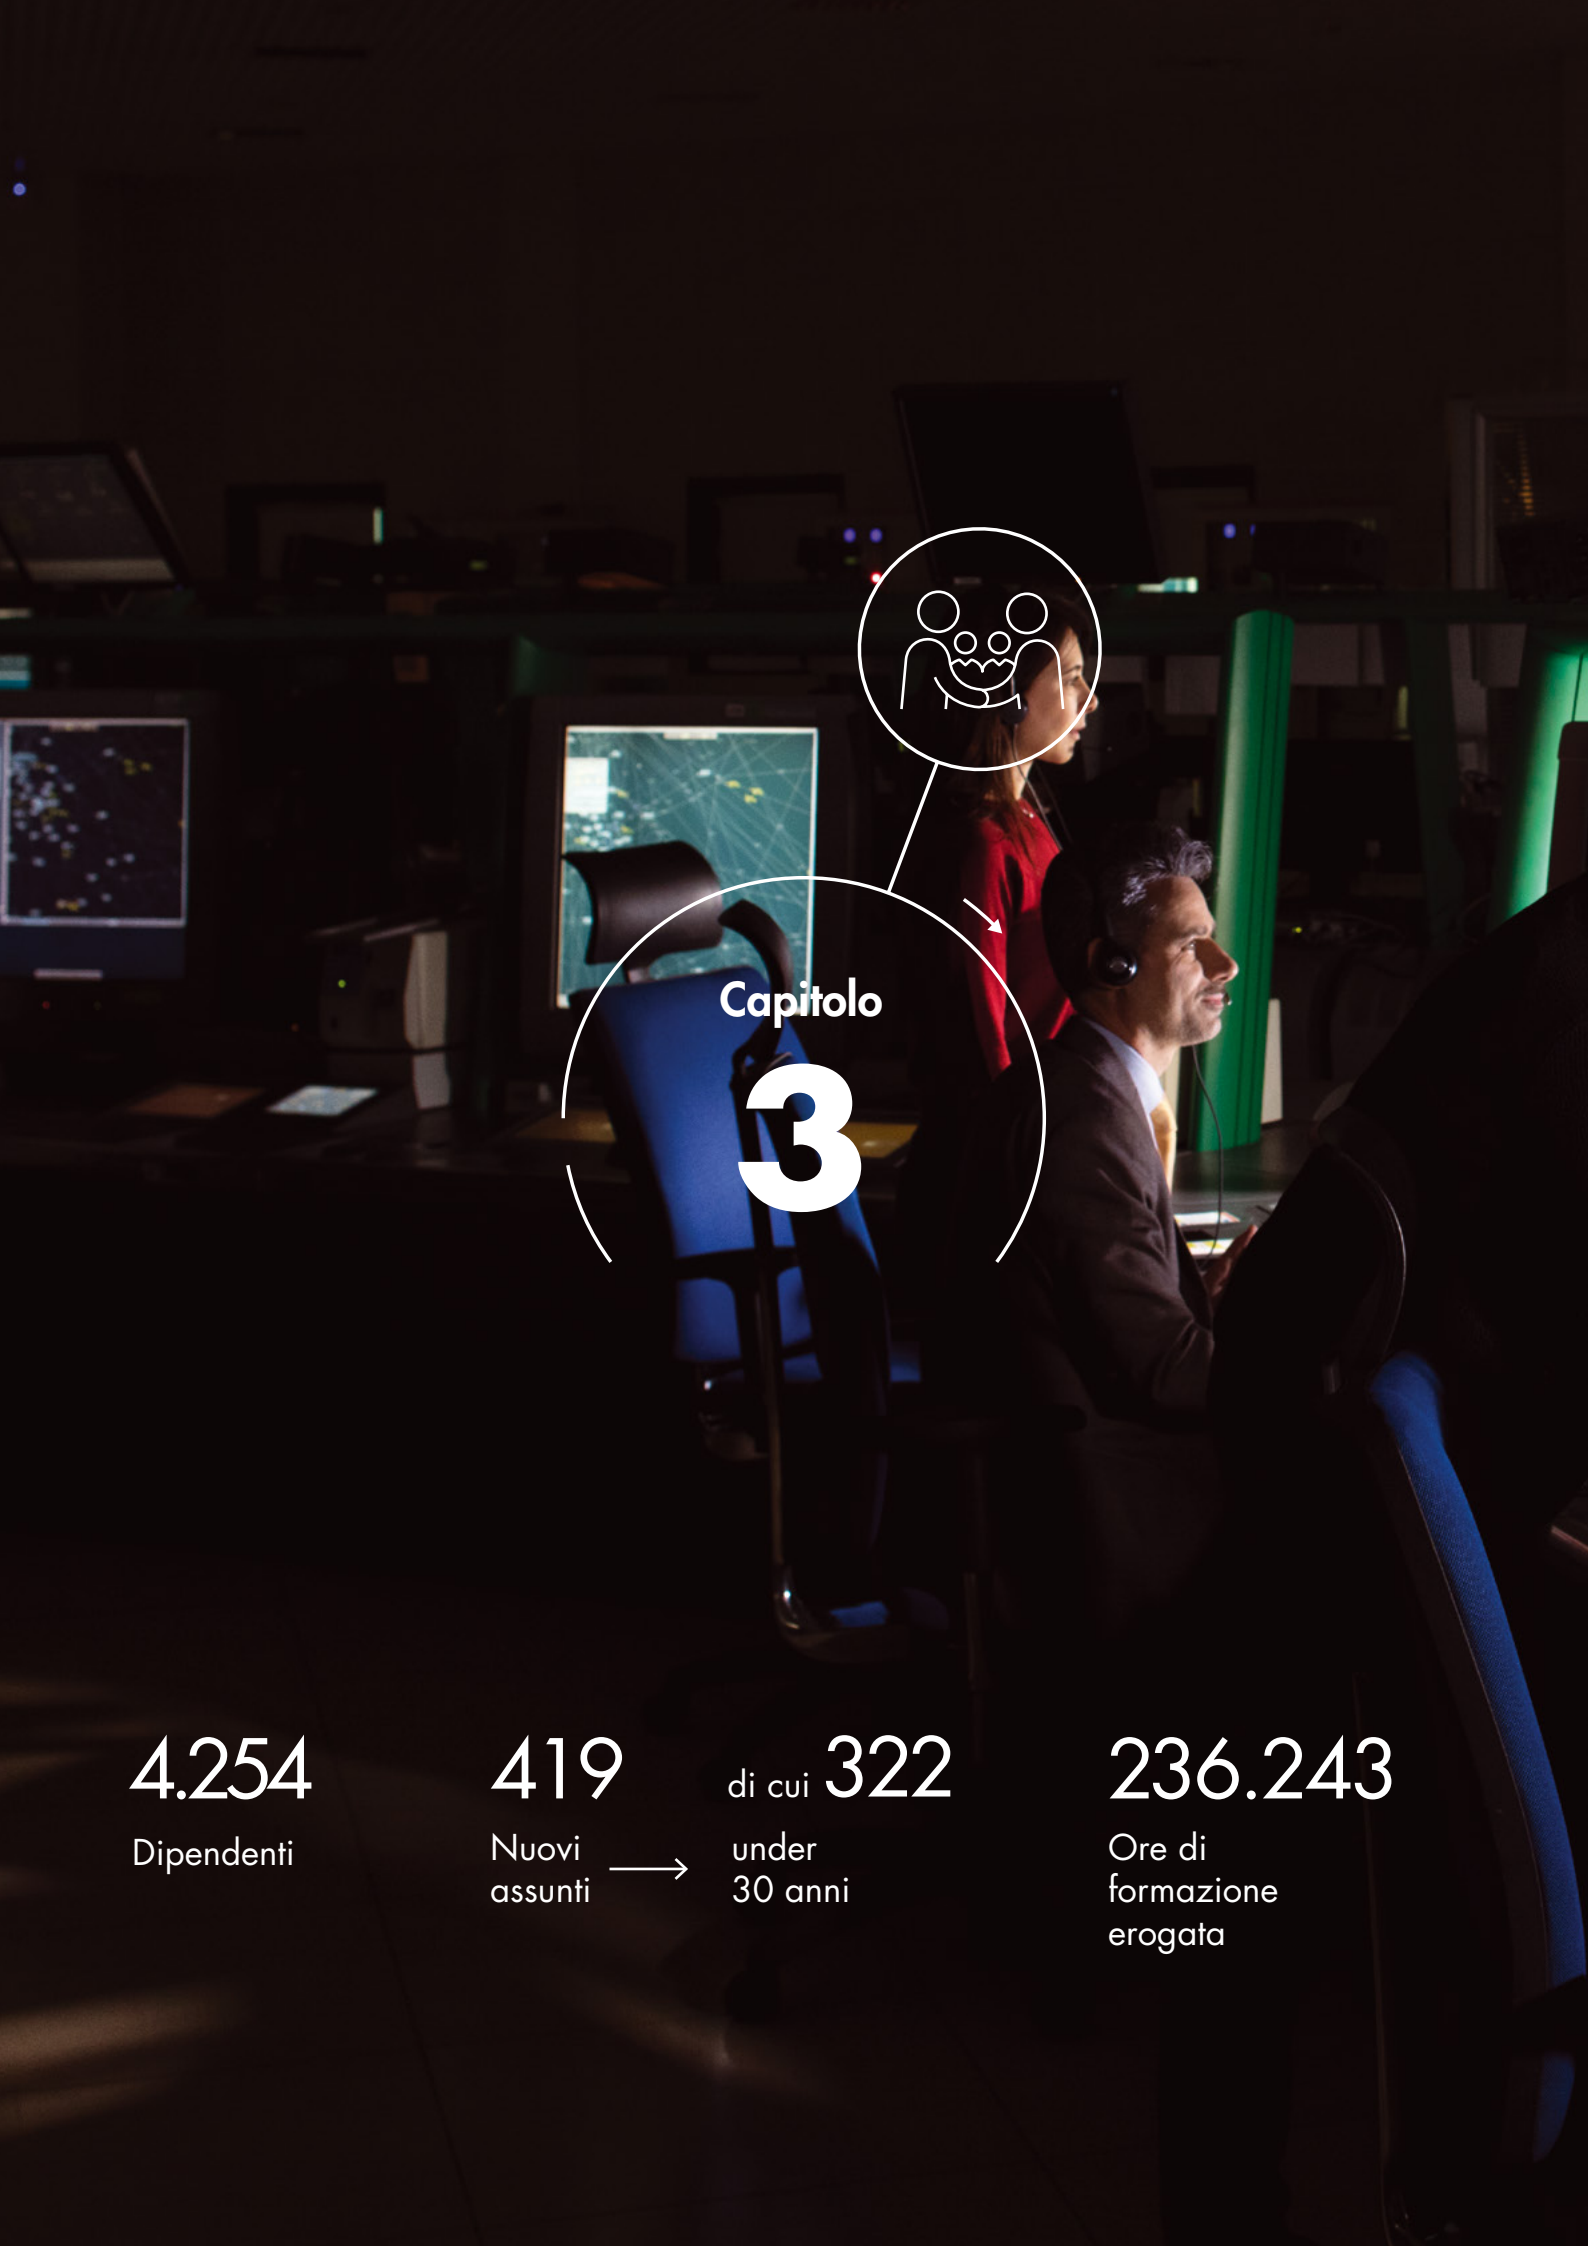 Capitolo
3
4.254
Dipendenti
419
Nuovi
assunti
di cui 322
under
30 anni
236.243
Ore di
formazione
erogata